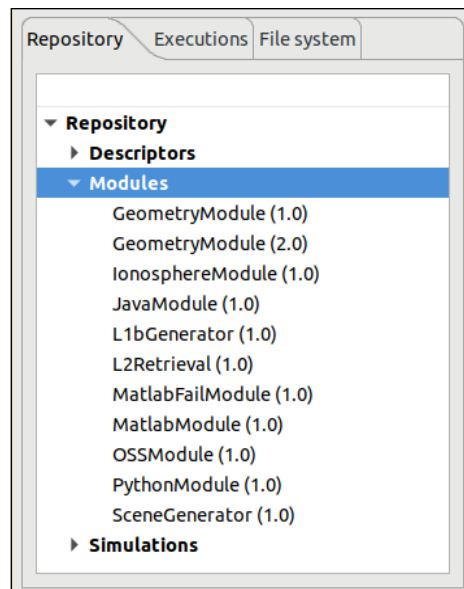 Repository Executions File system
Repository
Descriptors
Modules
GeometryModule (1.0)
GeometryModule (2.0)
IonosphereModule (1.0)
JavaModule (1.0)
L1bGenerator (1.0)
L2Retrieval (1.0)
MatlabFailModule (1.0)
MatlabModule (1.0)
OSSModule (1.0)
PythonModule (1.0)
SceneGenerator (1.0)
Simulations